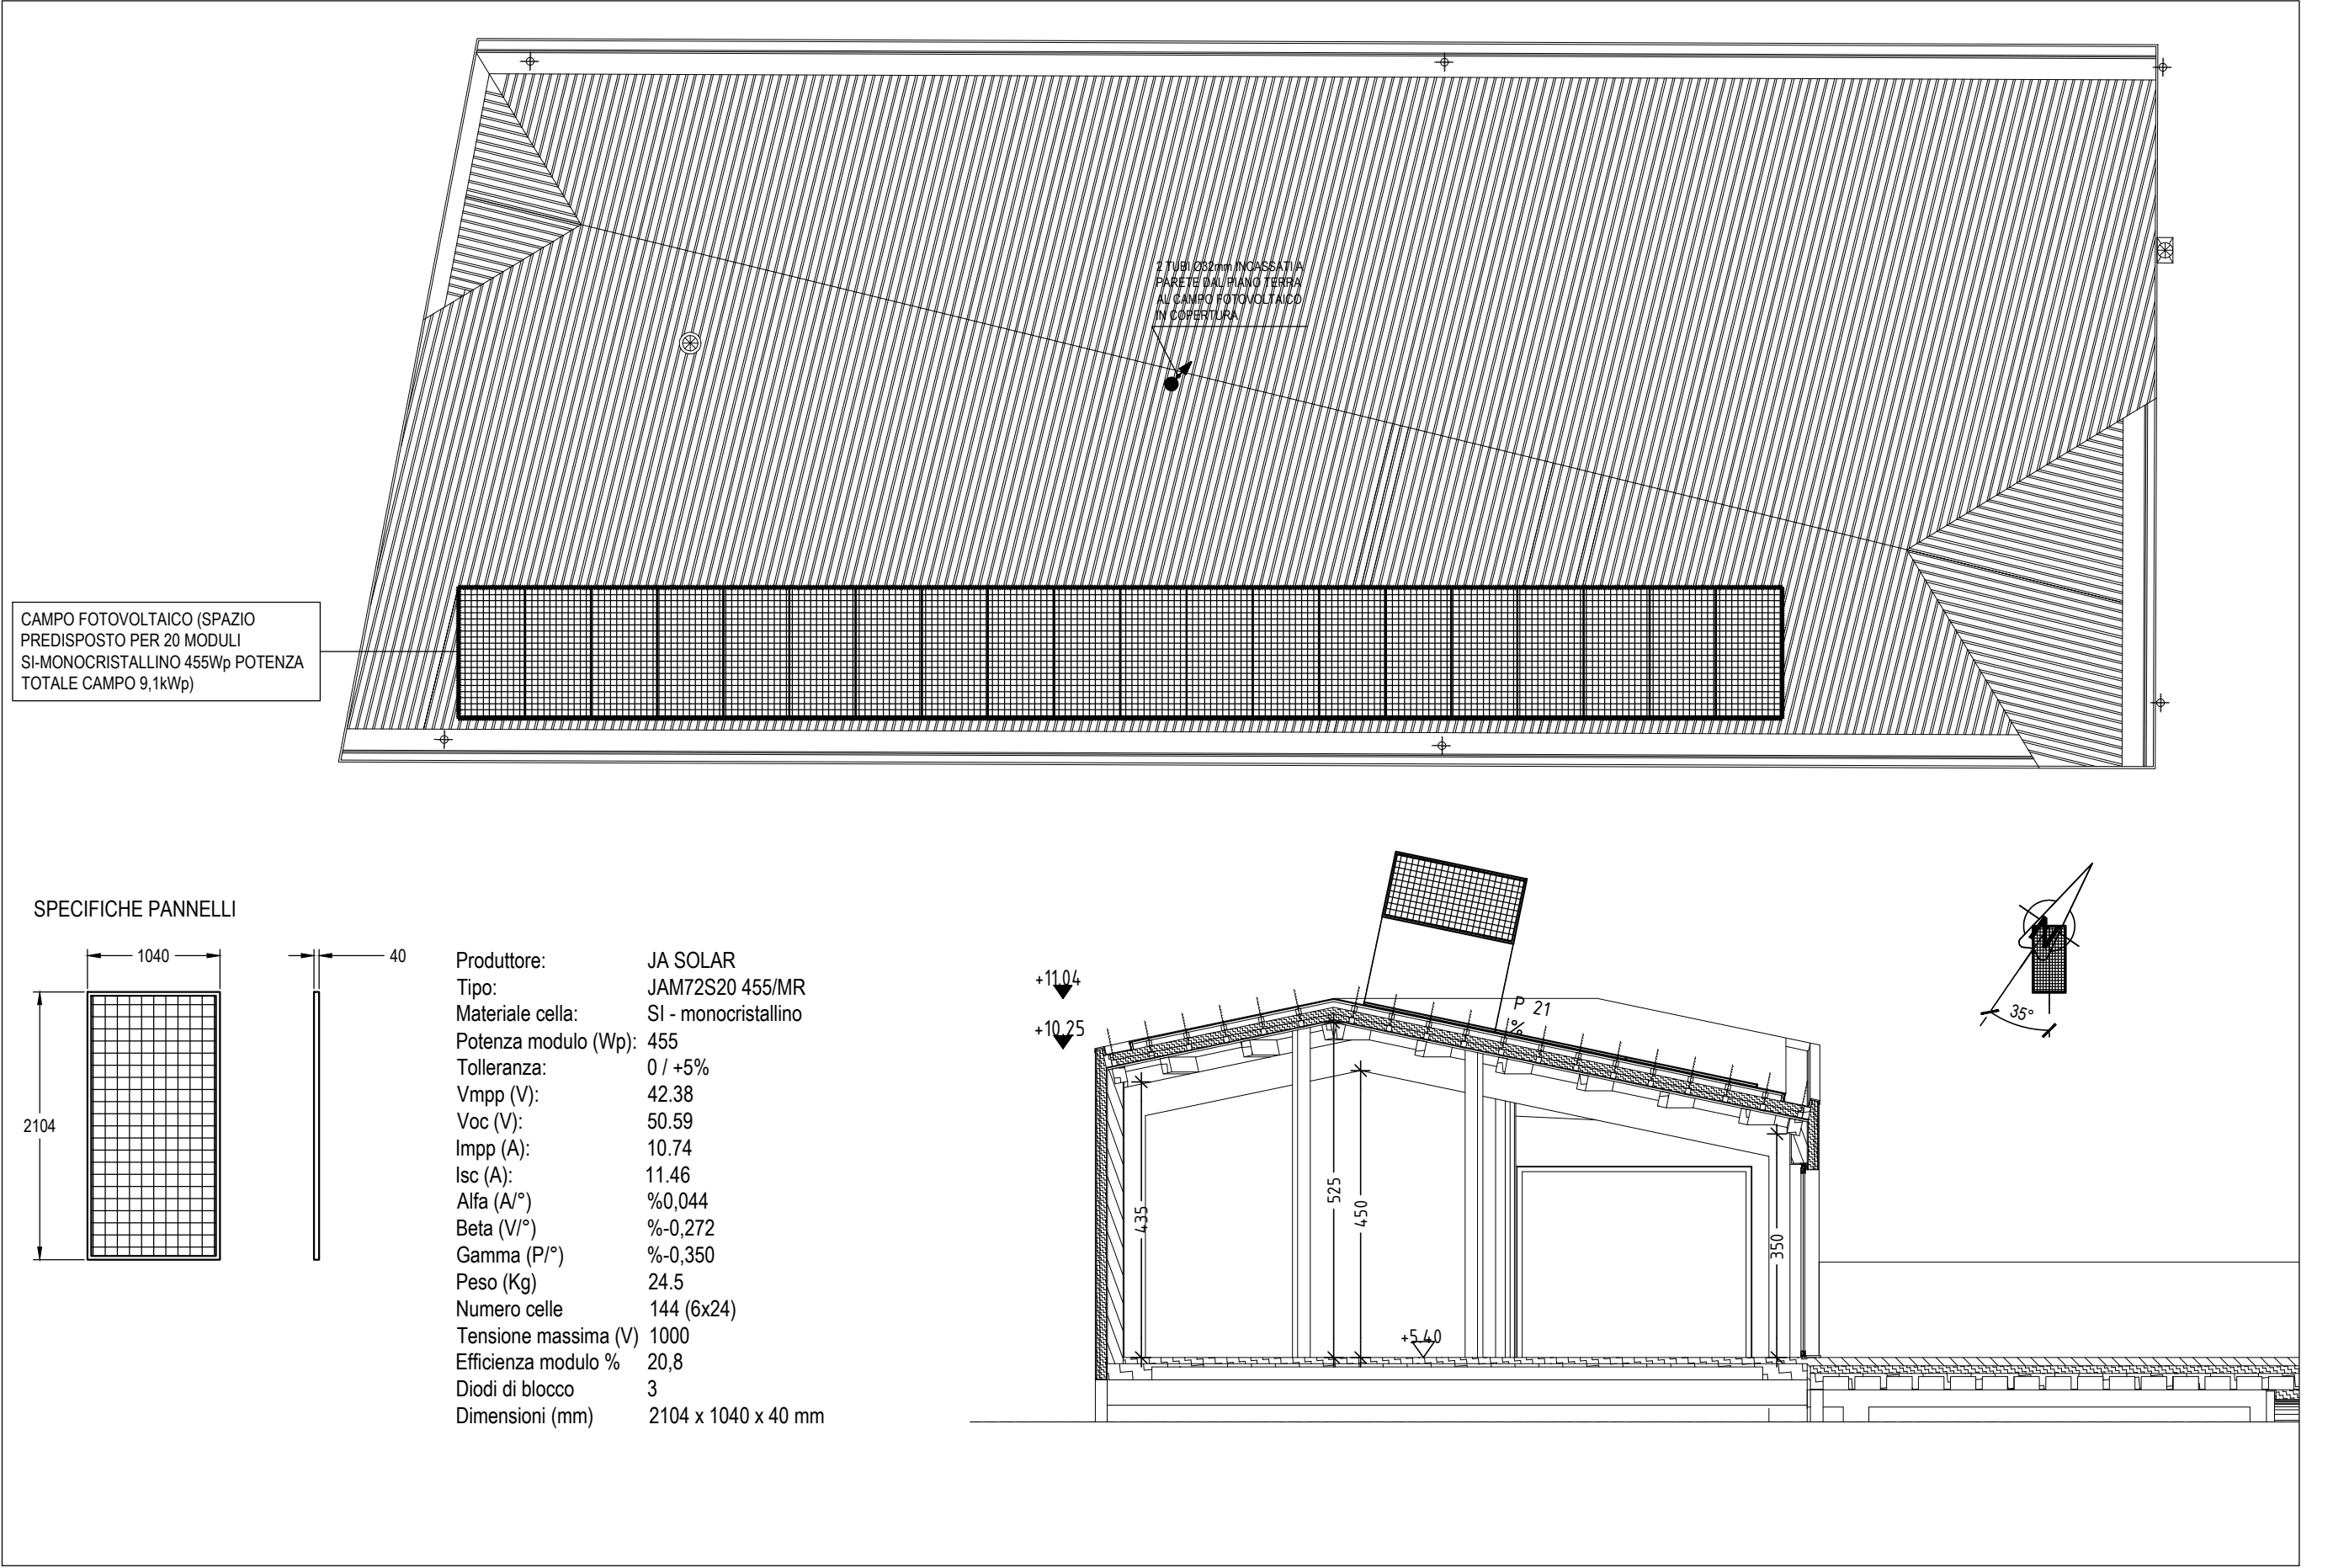 2 TUBI Ø32mm INCASSATI A
PARETE DAL PIANO TERRA
AL CAMPO FOTOVOLTAICO
IN COPERTURA
CAMPO FOTOVOLTAICO (SPAZIO
PREDISPOSTO PER 20 MODULI
SI-MONOCRISTALLINO 455Wp POTENZA
TOTALE CAMPO 9,1kWp)
SPECIFICHE PANNELLI
1040
40
2104
Produttore: JA SOLAR
Tipo: JAM72S20 455/MR
Materiale cella: SI - monocristallino
Potenza modulo (Wp): 455
Tolleranza: 0 / +5%
Vmpp (V): 42.38
Voc (V): 50.59
Impp (A): 10.74
Isc (A): 11.46
Alfa (A/°) %0,044
Beta (V/°) %-0,272
Gamma (P/°) %-0,350
Peso (Kg) 24.5
Numero celle 144 (6x24)
Tensione massima (V) 1000
Efficienza modulo % 20,8
Diodi di blocco 3
Dimensioni (mm) 2104 x 1040 x 40 mm
+11.04
+10.25
P 21
%
435
525
450
350
+5.40
N
35°